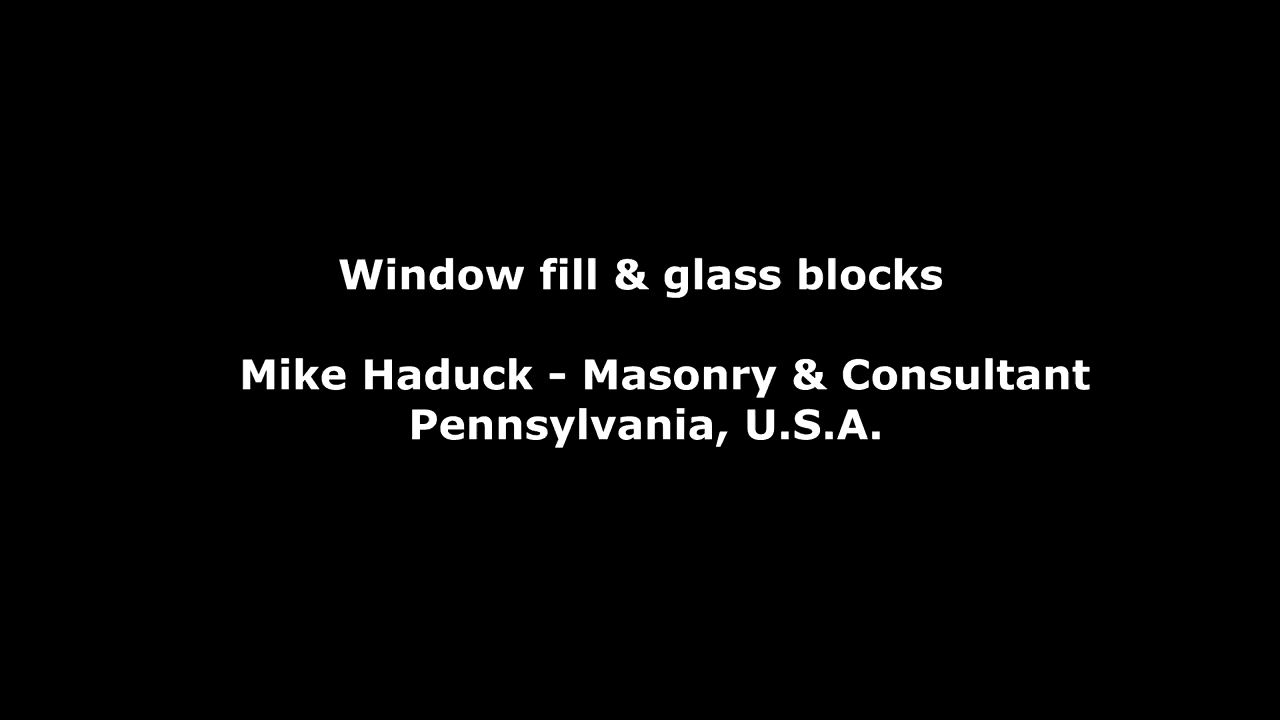 Window fill & glass blocks
Mike Haduck - Masonry & Consultant
Pennsylvania, U.S.A.